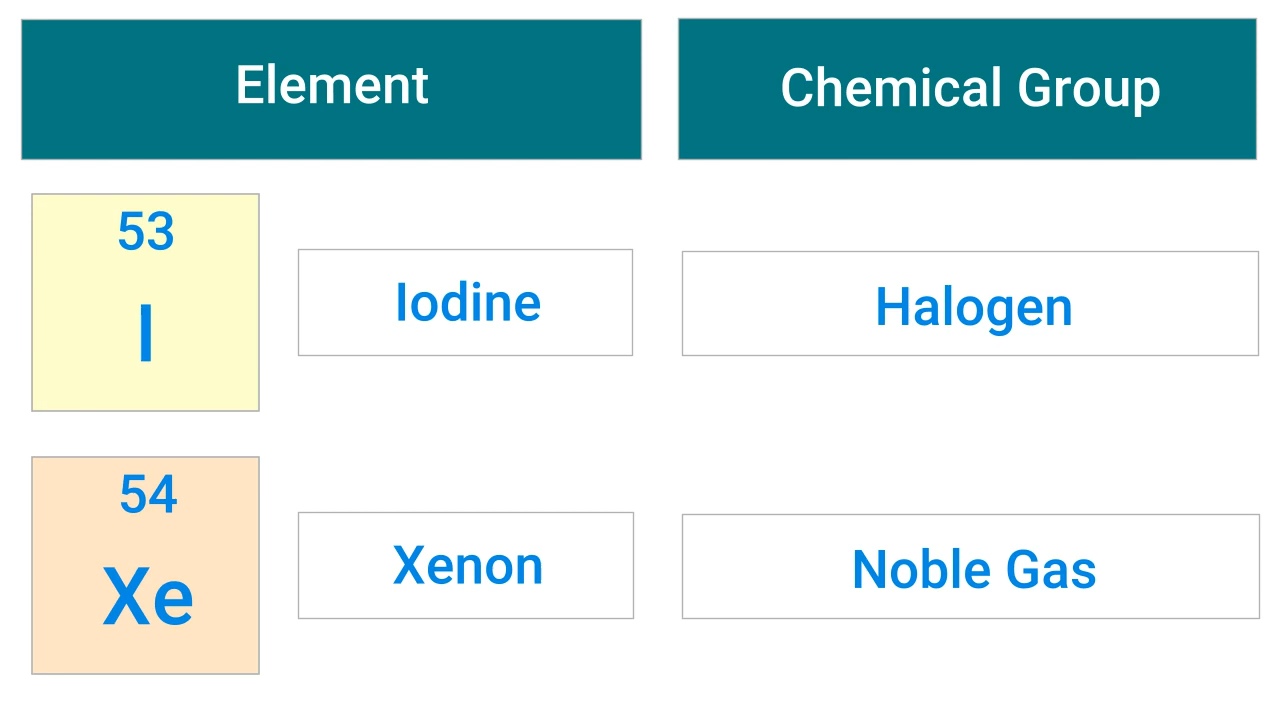 Element
Chemical Group
53
I
Iodine
Halogen
54
Xe
Xenon
Noble Gas